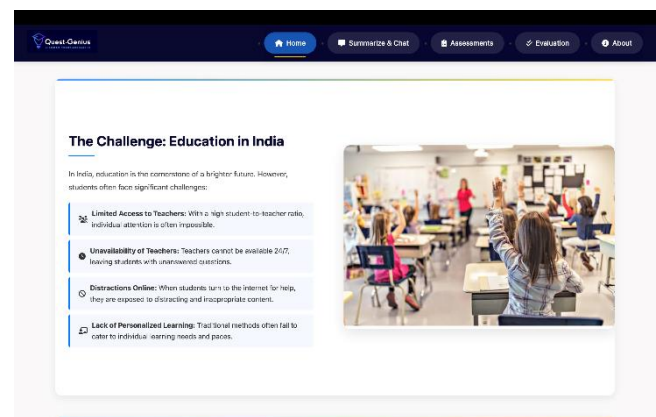 Quest-Genius
Home
Summarize & Chat
Assessments
Evaluation
About
The Challenge: Education in India
In India, education is the cornerstone of a brighter future. However,
students often face significant challenges:
Limited Access to Teachers: With a high student-to-teacher ratio,
individual attention is often impossible.
Unavailability of Teachers: Teachers cannot be available 24/7,
leaving students with unanswered questions.
Distractions Online: When students turn to the internet for help,
they are exposed to distracting and inappropriate content.
Lack of Personalized Learning: Traditional methods often fail to
cater to individual learning needs and paces.